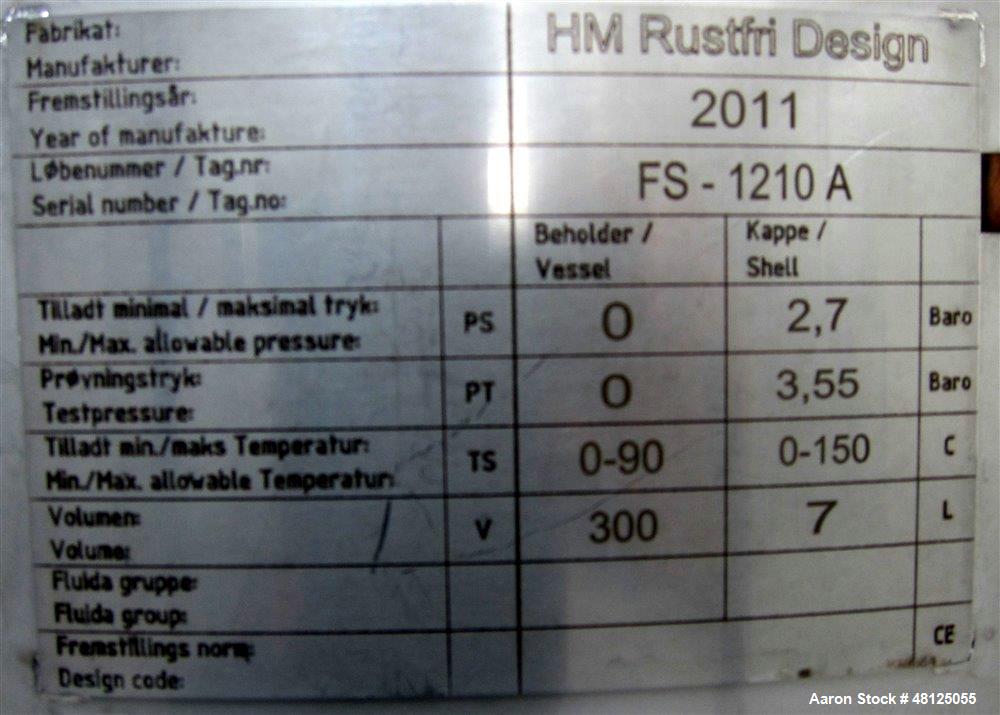 Fabrikat:
Manufakturer:
HM Rustfri Design
Fremstillingsår:
Year of manufakture:
2011
Løbenummer / Tag.nr:
Serial number / Tag.no:
FS - 1210 A
Beholder /
Vessel
Kappe /
Shell
Tilladt minimal / maksimal tryk:
Min./Max. allowable pressure:
PS
0
2,7
Baro
Prøvningstryk:
Testpressure:
PT
0
3,55
Baro
Tilladt min./maks Temperatur:
Min./Max. allowable Temperatur:
TS
0-90
0-150
C
Volumen:
Volume:
V
300
7
L
Fluida gruppe:
Fluida group:
Fremstillings norm:
Design code:
CE
Aaron Stock # 48125055